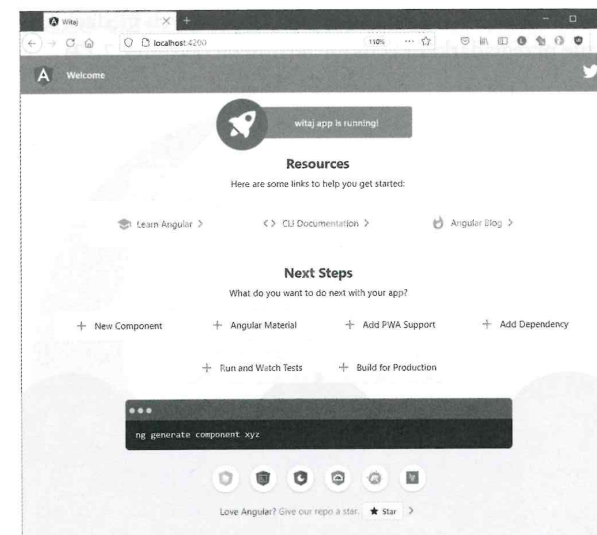 Witaj
localhost:4200
110%
Welcome
witaj app is running!
Resources
Here are some links to help you get started:
Learn Angular
CLI Documentation
Angular Blog
Next Steps
What do you want to do next with your app?
New Component
Angular Material
Add PWA Support
Add Dependency
Run and Watch Tests
Build for Production
ng generate component xyz
Love Angular? Give our repo a star. Star